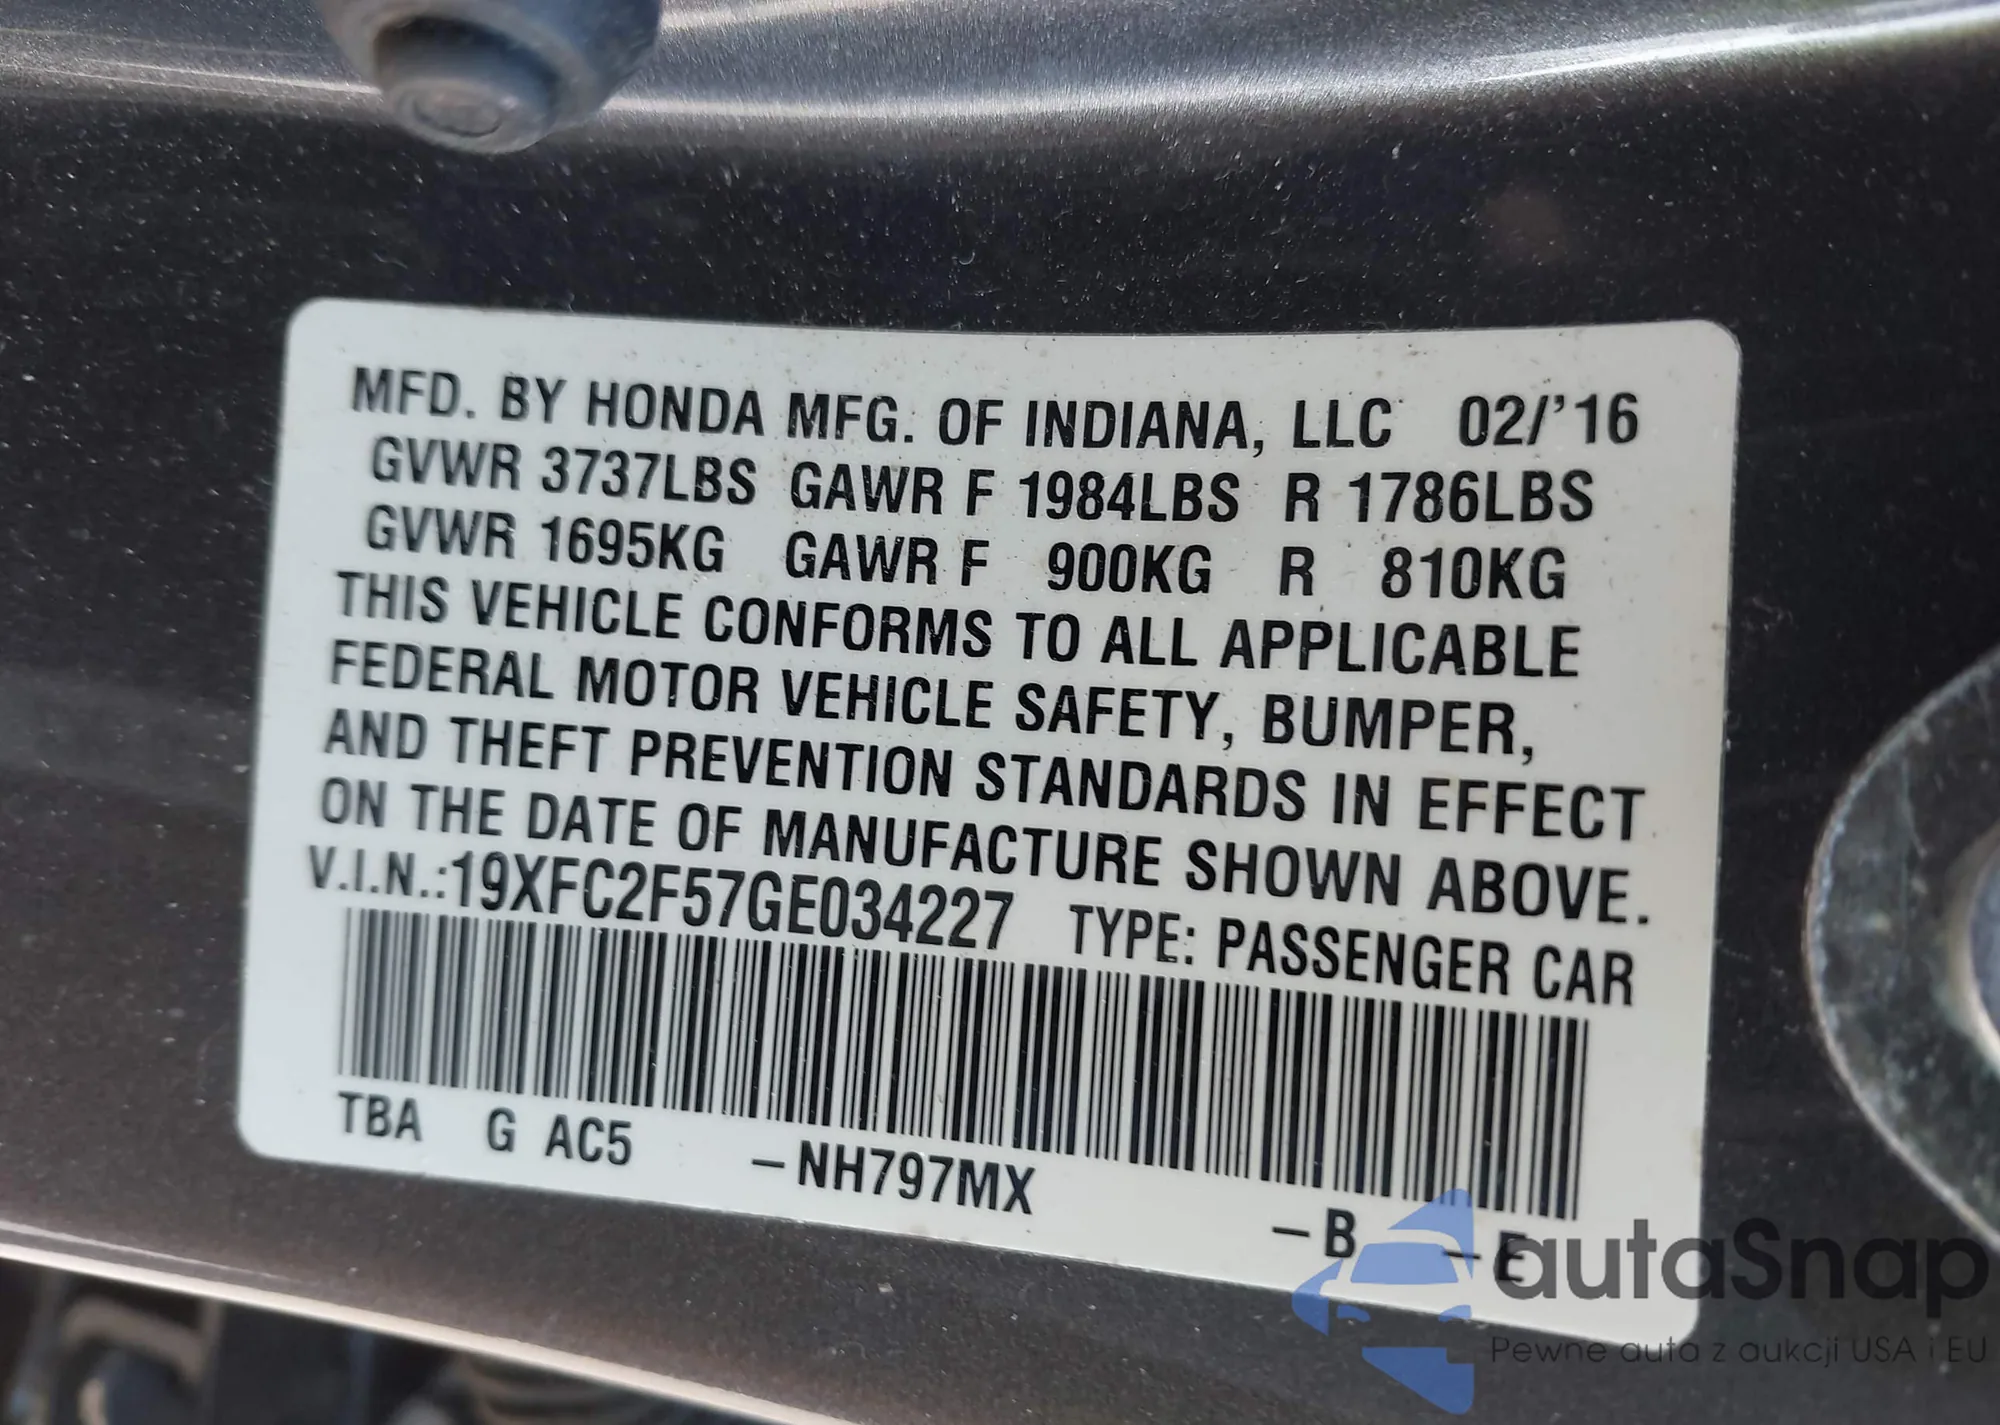 MFD. BY HONDA MFG. OF INDIANA, LLC 02/'16
GVWR 3737LBS GAWR F 1984LBS R 1786LBS
GVWR 1695KG GAWR F 900KG R 810KG
THIS VEHICLE CONFORMS TO ALL APPLICABLE
FEDERAL MOTOR VEHICLE SAFETY, BUMPER,
AND THEFT PREVENTION STANDARDS IN EFFECT
ON THE DATE OF MANUFACTURE SHOWN ABOVE.
V.I.N.:19XFC2F57GE034227 TYPE: PASSENGER CAR
TBA G AC5 –NH797MX –B –E
autaSnap
Pewne auta z aukcji USA i EU